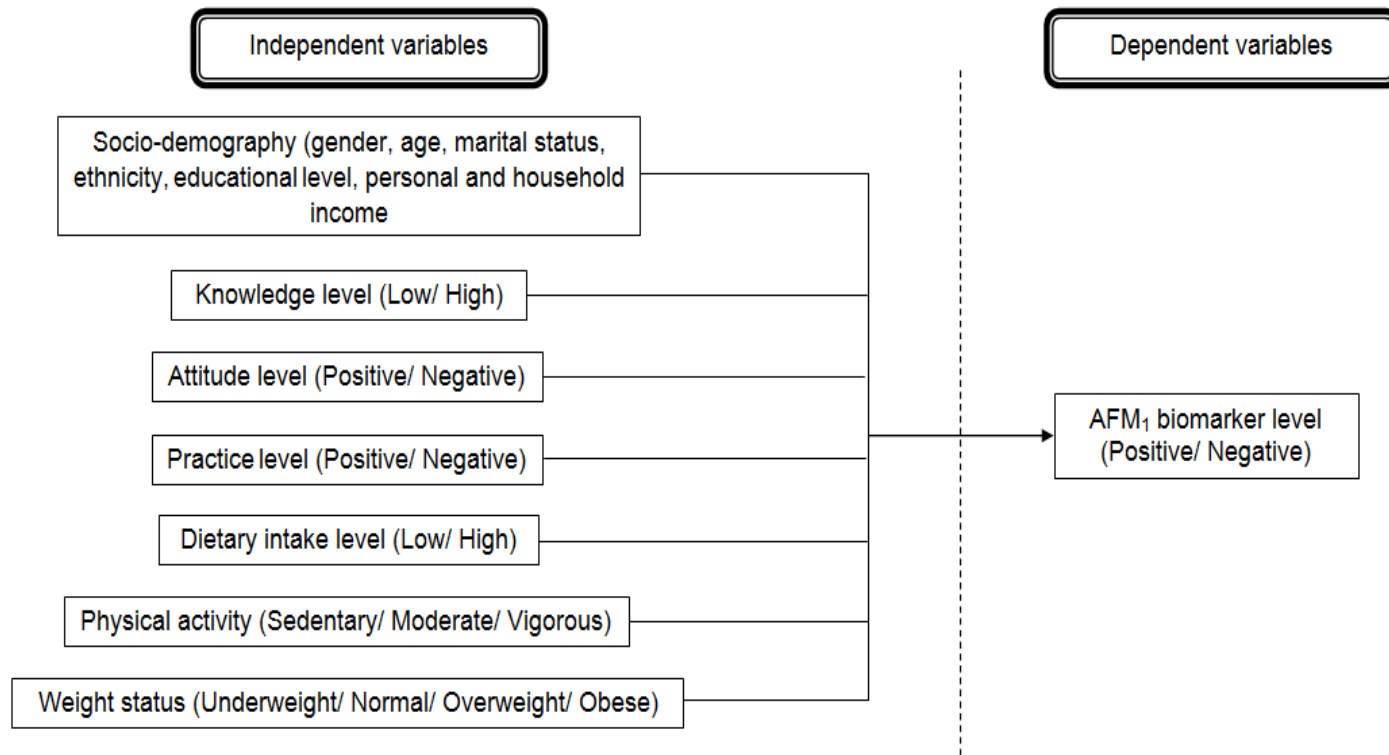 Independent variables
Dependent variables
Socio-demography (gender, age, marital status,
ethnicity, educational level, personal and household
income
Knowledge level (Low/ High)
Attitude level (Positive/ Negative)
Practice level (Positive/ Negative)
Dietary intake level (Low/ High)
Physical activity (Sedentary/ Moderate/ Vigorous)
Weight status (Underweight/ Normal/ Overweight/ Obese)
AFM₁ biomarker level
(Positive/ Negative)